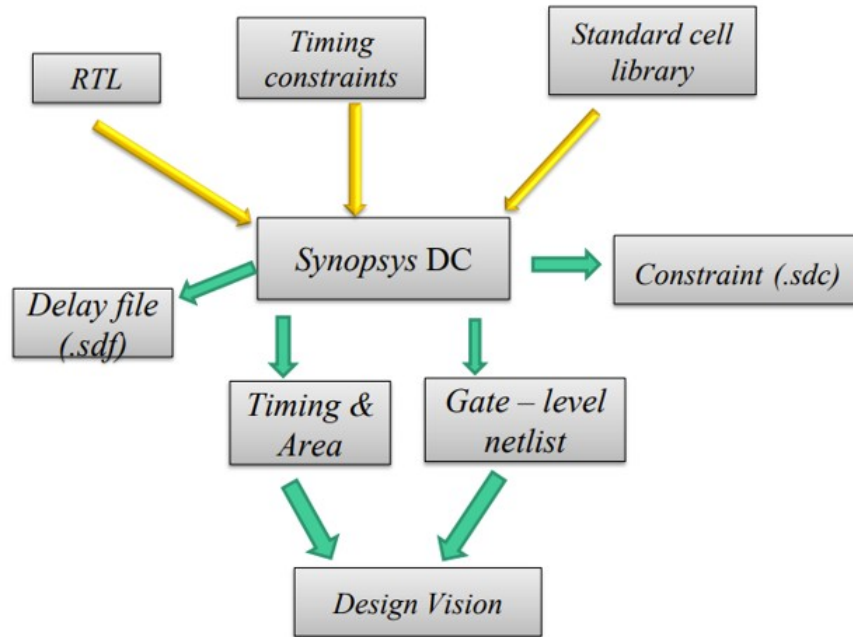 RTL
Timing
constraints
Standard cell
library
Synopsys DC
Constraint (.sdc)
Delay file
(.sdf)
Timing &
Area
Gate – level
netlist
Design Vision